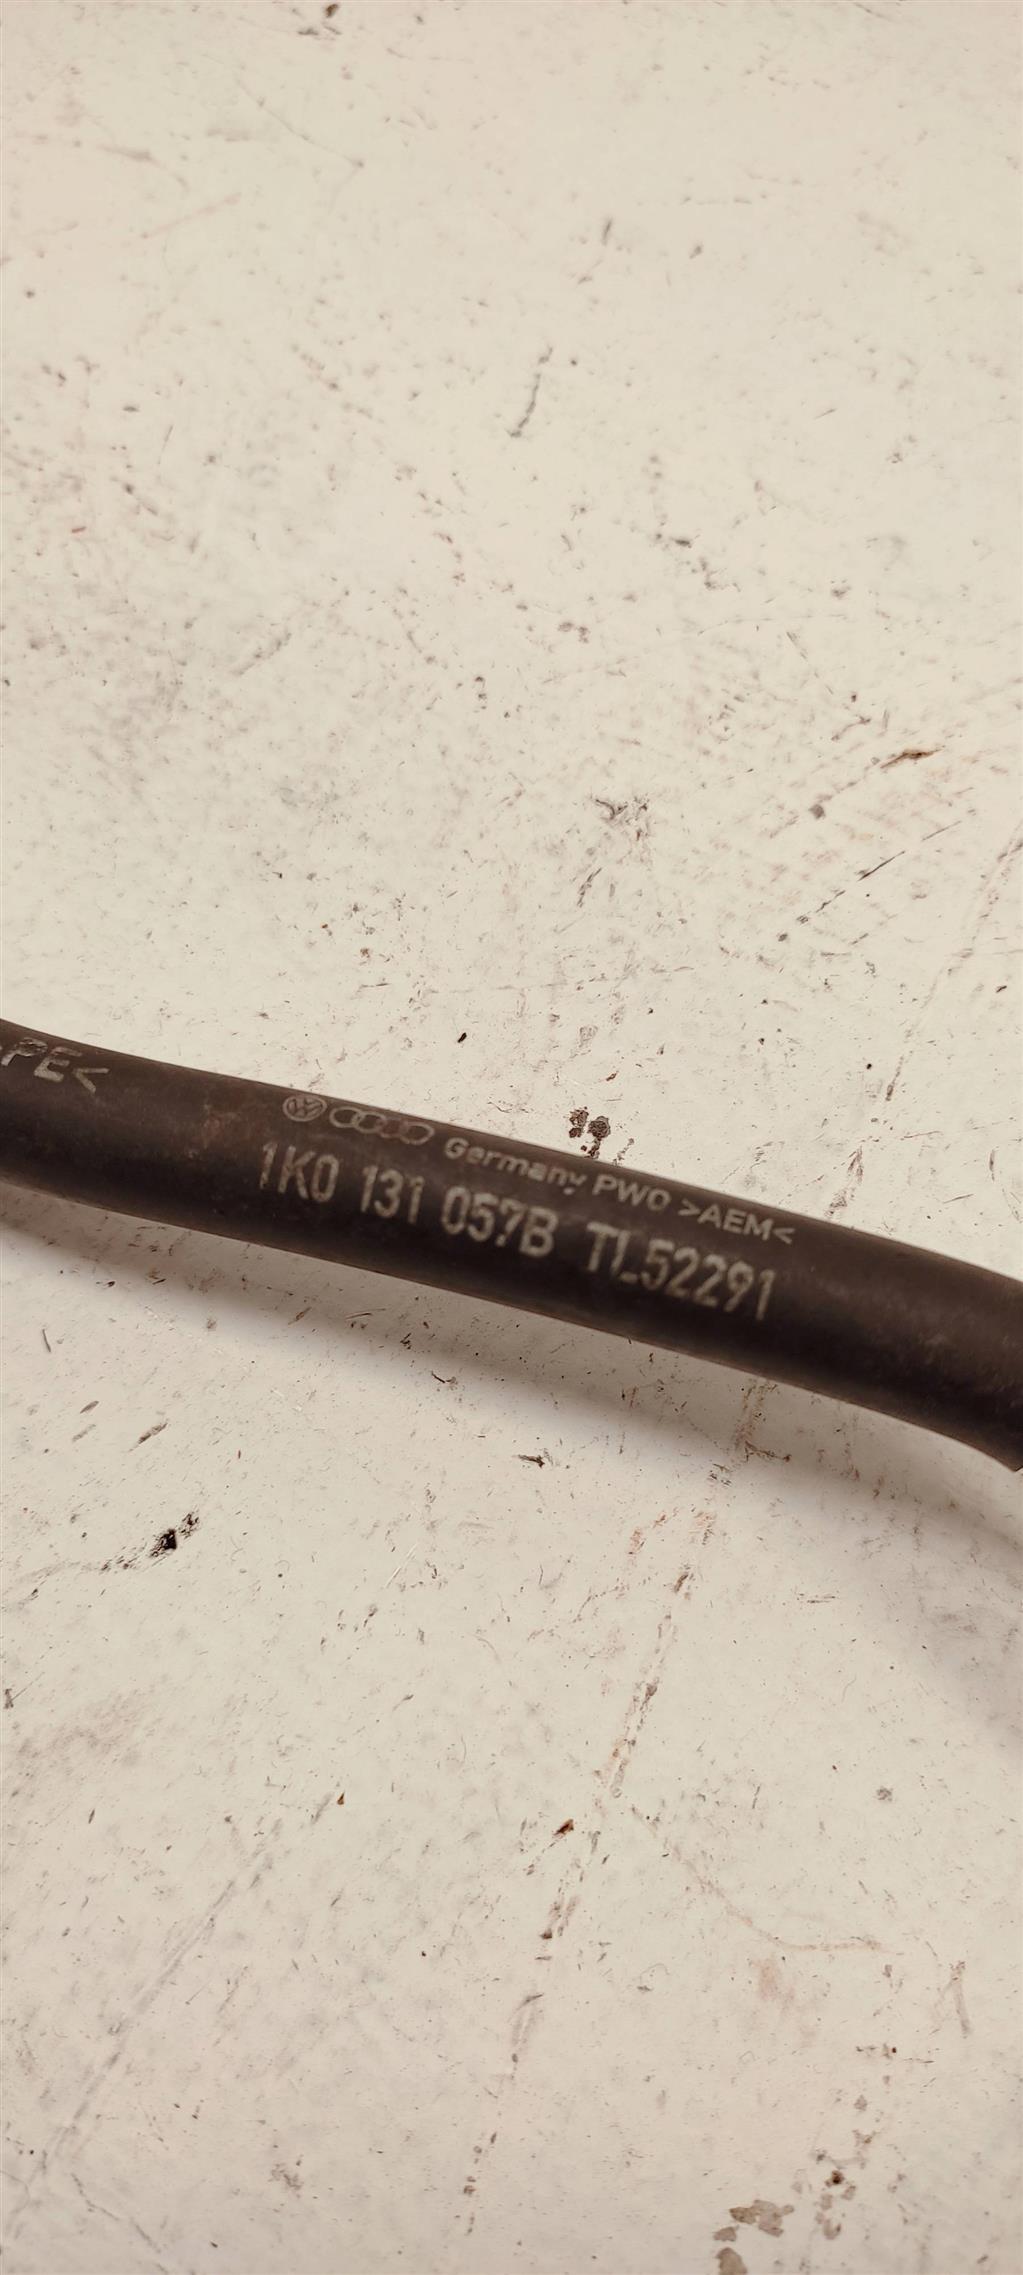 PE<
Germany PWO >AEM<
1K0 131 057B TL52291